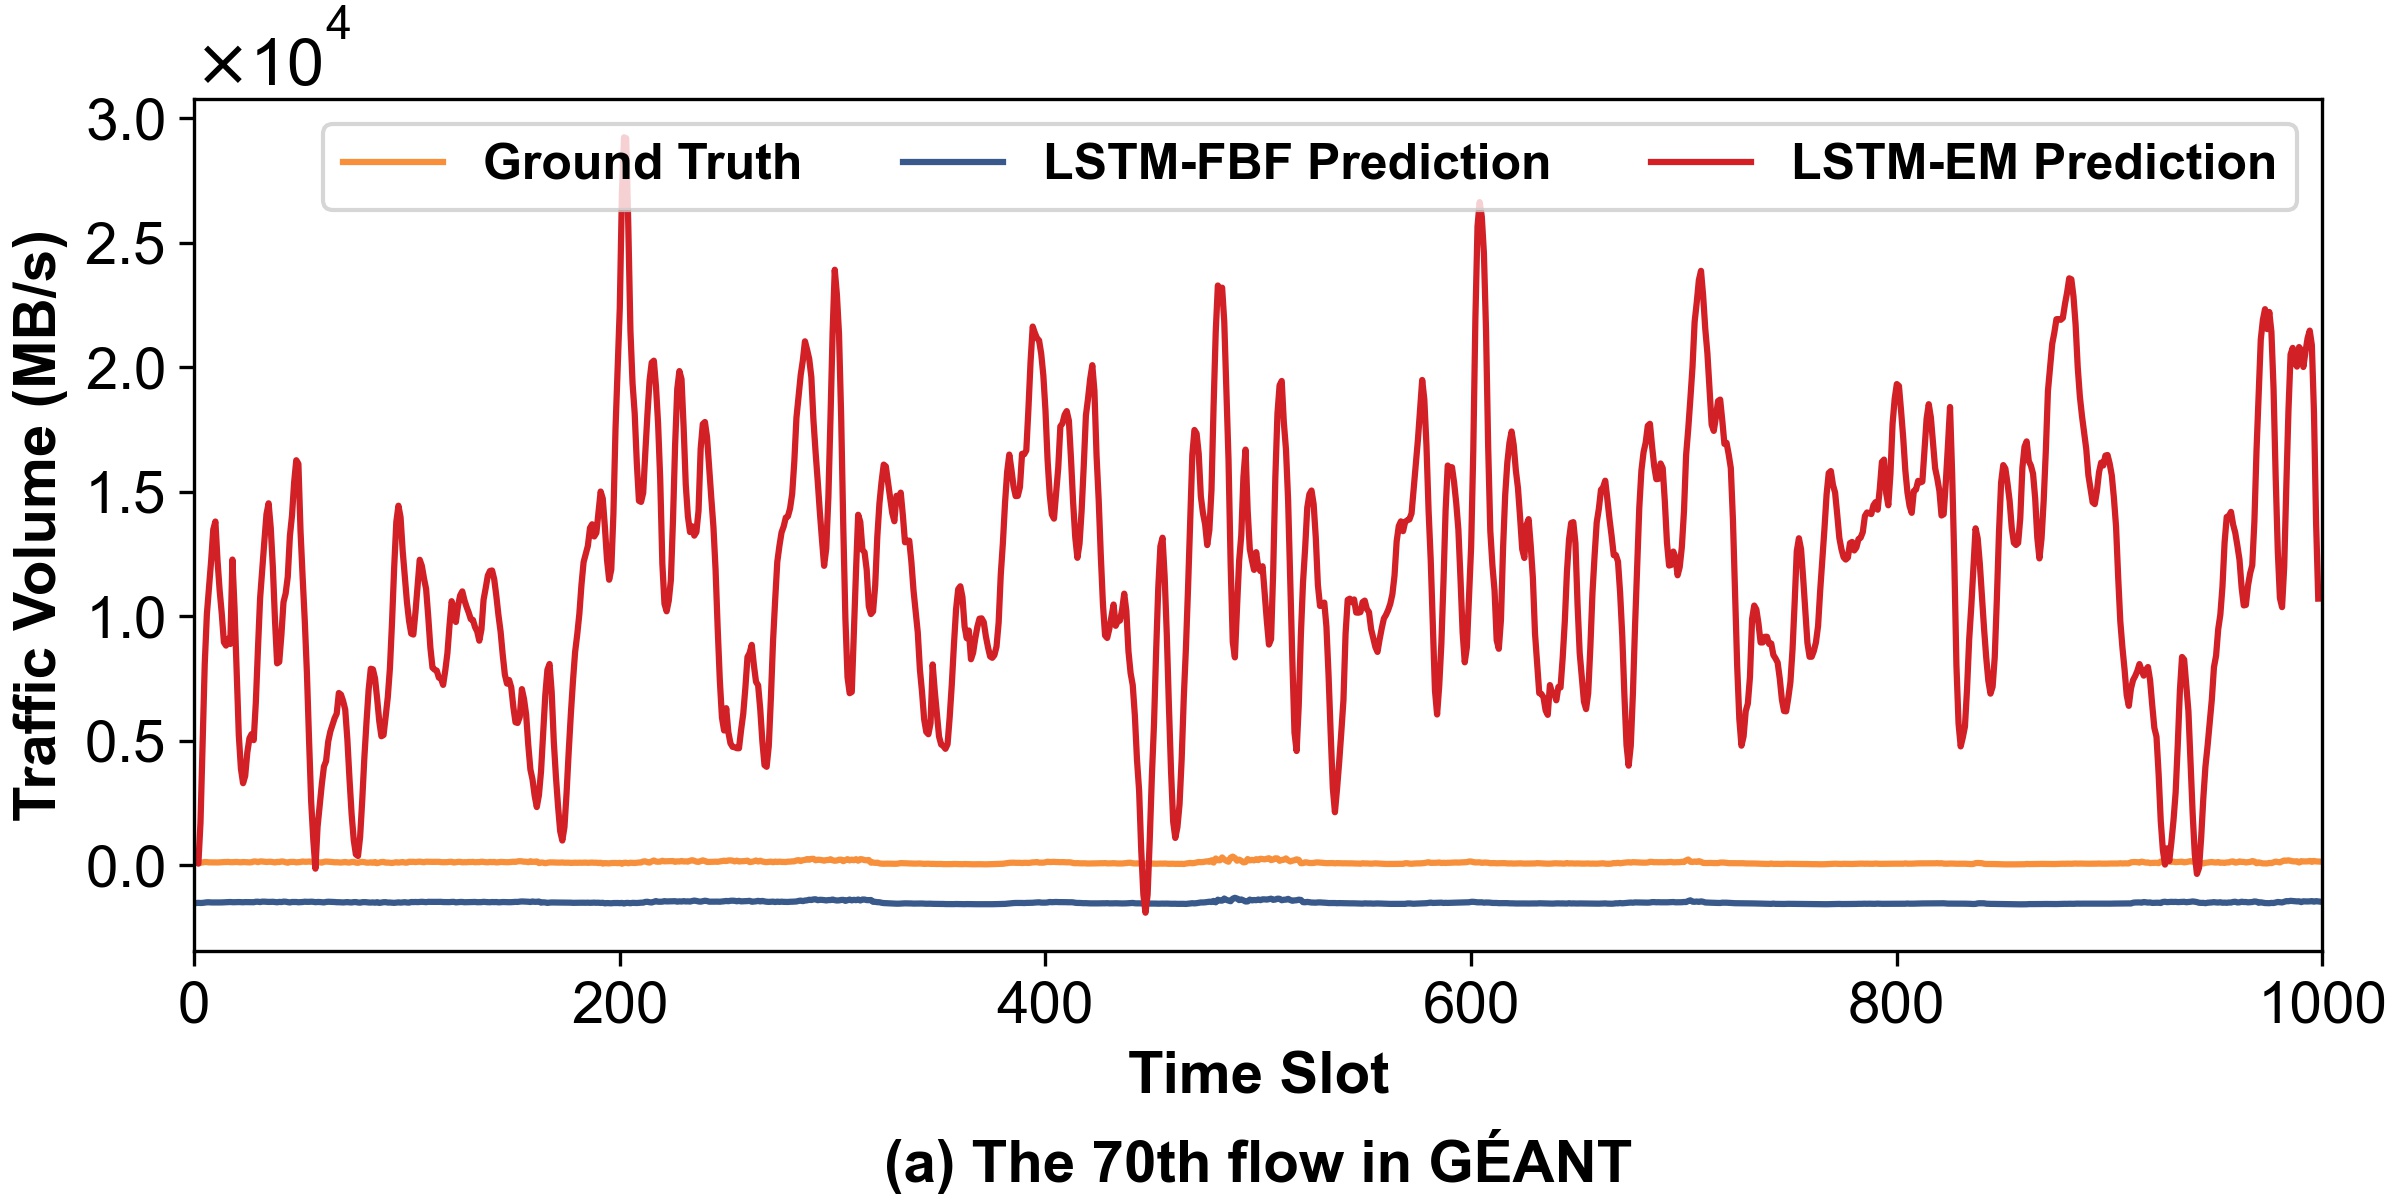 ×10⁴
3.0
2.5
2.0
1.5
1.0
0.5
0.0
Traffic Volume (MB/s)
Ground Truth LSTM-FBF Prediction LSTM-EM Prediction
0 200 400 600 800 1000
Time Slot
(a) The 70th flow in GÉANT